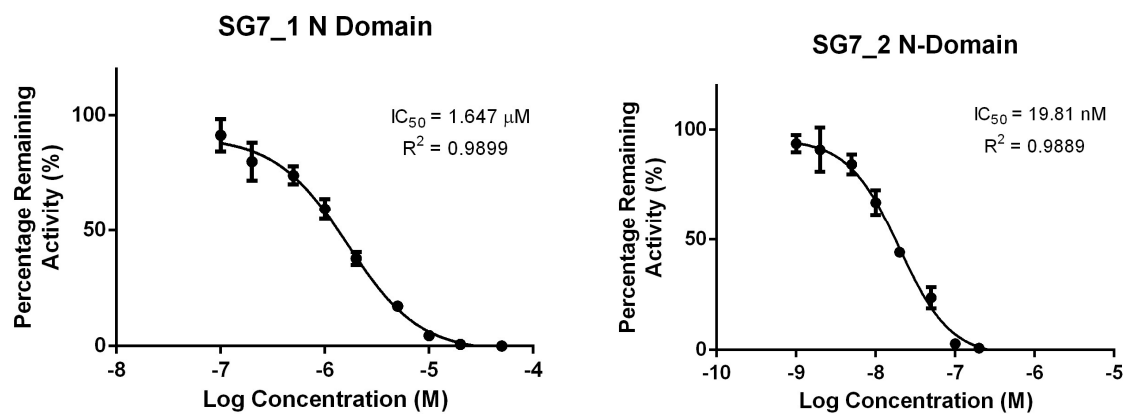 SG7_1 N Domain
Percentage Remaining
Activity (%)
100
50
0
IC50 = 1.647 µM
R2 = 0.9899
-8
-7
-6
-5
-4
Log Concentration (M)
SG7_2 N-Domain
Percentage Remaining
Activity (%)
100
50
0
IC50 = 19.81 nM
R2 = 0.9889
-10
-9
-8
-7
-6
-5
Log Concentration (M)